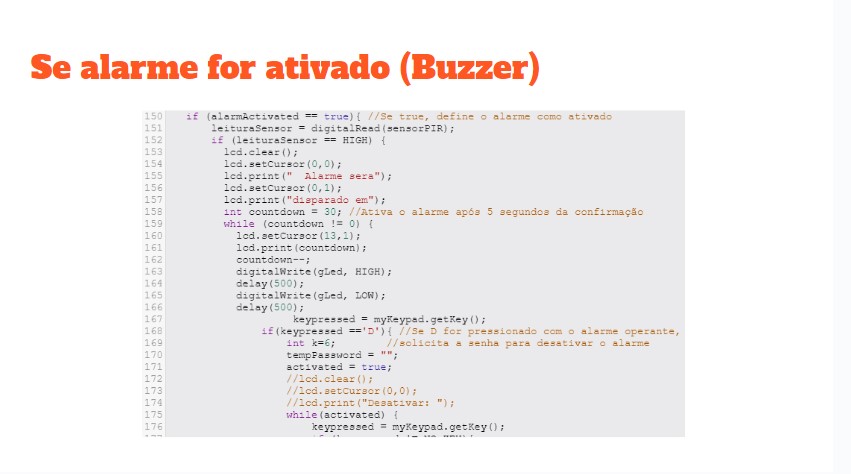 Se alarme for ativado (Buzzer)
150 if (alarmActivated == true){ //Se true, define o alarme como ativado
151 leituraSensor = digitalRead(sensorPIR);
152 if (leituraSensor == HIGH) {
153 lcd.clear();
154 lcd.setCursor(0,0);
155 lcd.print("  Alarme sera");
156 lcd.setCursor(0,1);
157 lcd.print("disparado em");
158 int countdown = 30; //Ativa o alarme após 5 segundos da confirmação
159 while (countdown != 0) {
160 lcd.setCursor(13,1);
161 lcd.print(countdown);
162 countdown--;
163 digitalWrite(gLed, HIGH);
164 delay(500);
165 digitalWrite(gLed, LOW);
166 delay(500);
167 keypressed = myKeypad.getKey();
168 if(keypressed =='D'){ //Se D for pressionado com o alarme operante,
169 int k=6; //solicita a senha para desativar o alarme
170 tempPassword = "";
171 activated = true;
172 //lcd.clear();
173 //lcd.setCursor(0,0);
174 //lcd.print("Desativar: ");
175 while(activated) {
176 keypressed = myKeypad.getKey();